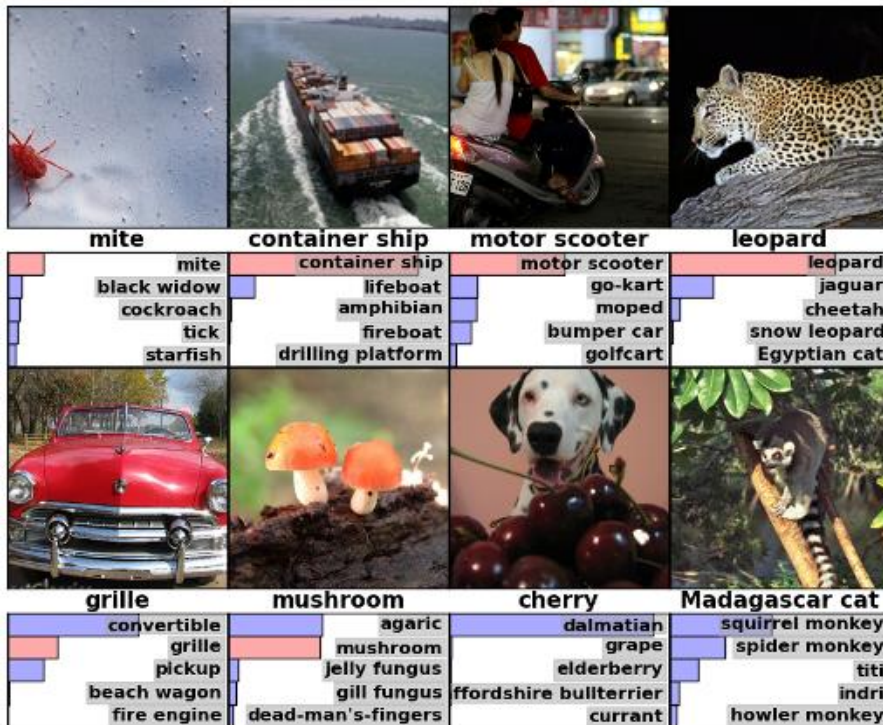 mite
container ship
motor scooter
leopard
mite
black widow
cockroach
tick
starfish
container ship
lifeboat
amphibian
fireboat
drilling platform
motor scooter
go-kart
moped
bumper car
golfcart
leopard
jaguar
cheetah
snow leopard
Egyptian cat
grille
mushroom
cherry
Madagascar cat
convertible
grille
pickup
beach wagon
fire engine
agaric
mushroom
jelly fungus
gill fungus
dead-man's-fingers
dalmatian
grape
elderberry
ffordshire bullterrier
currant
squirrel monkey
spider monkey
titi
indri
howler monkey